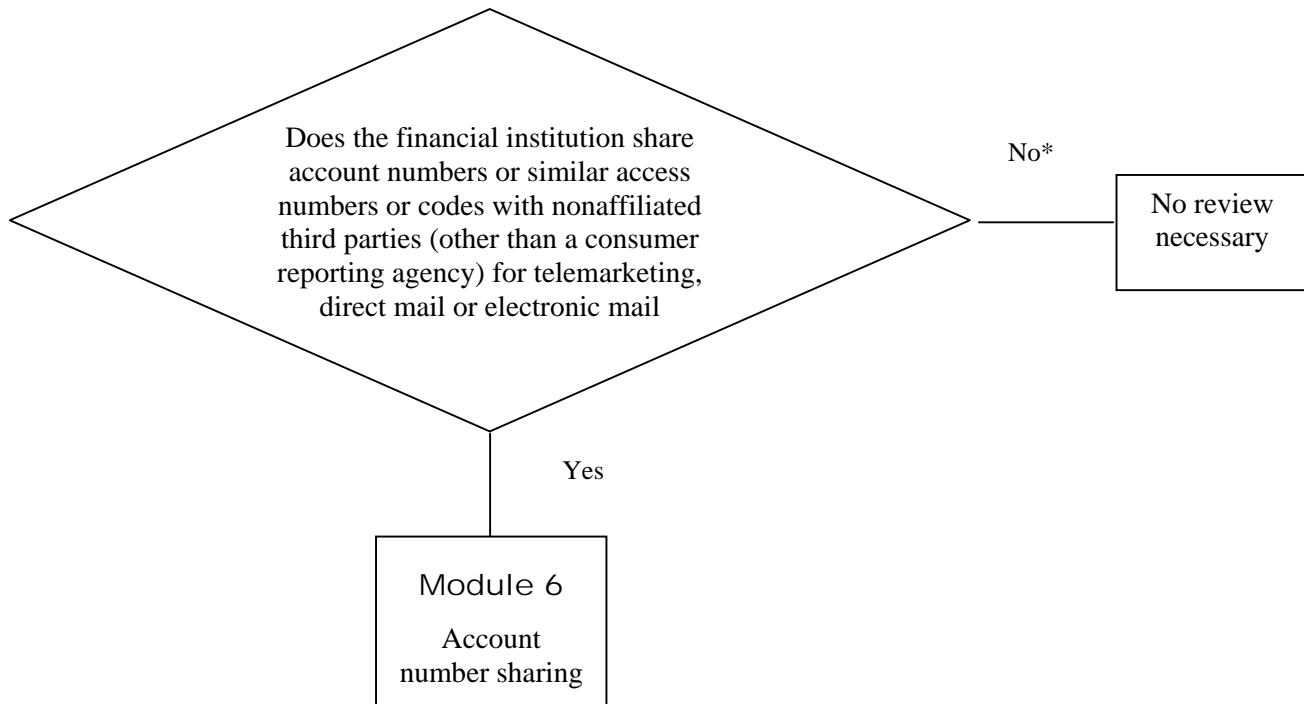 Does the financial institution share
account numbers or similar access
numbers or codes with nonaffiliated
third parties (other than a consumer
reporting agency) for telemarketing,
direct mail or electronic mail
No*
No review
necessary
Yes
Module 6
Account
number sharing